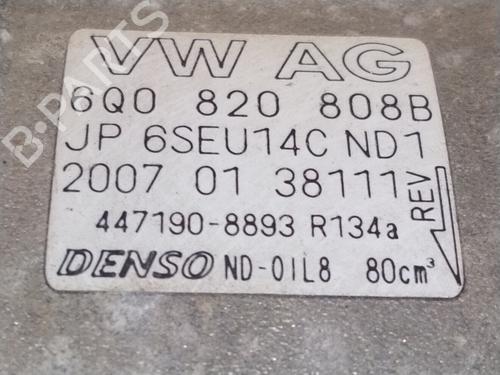 VW AG
6Q0 820 808B
JP 6SEU14C ND1
2007 01 38111
REV
447190-8893 R134a
DENSO ND-OIL8 80cm³
B-PARTS